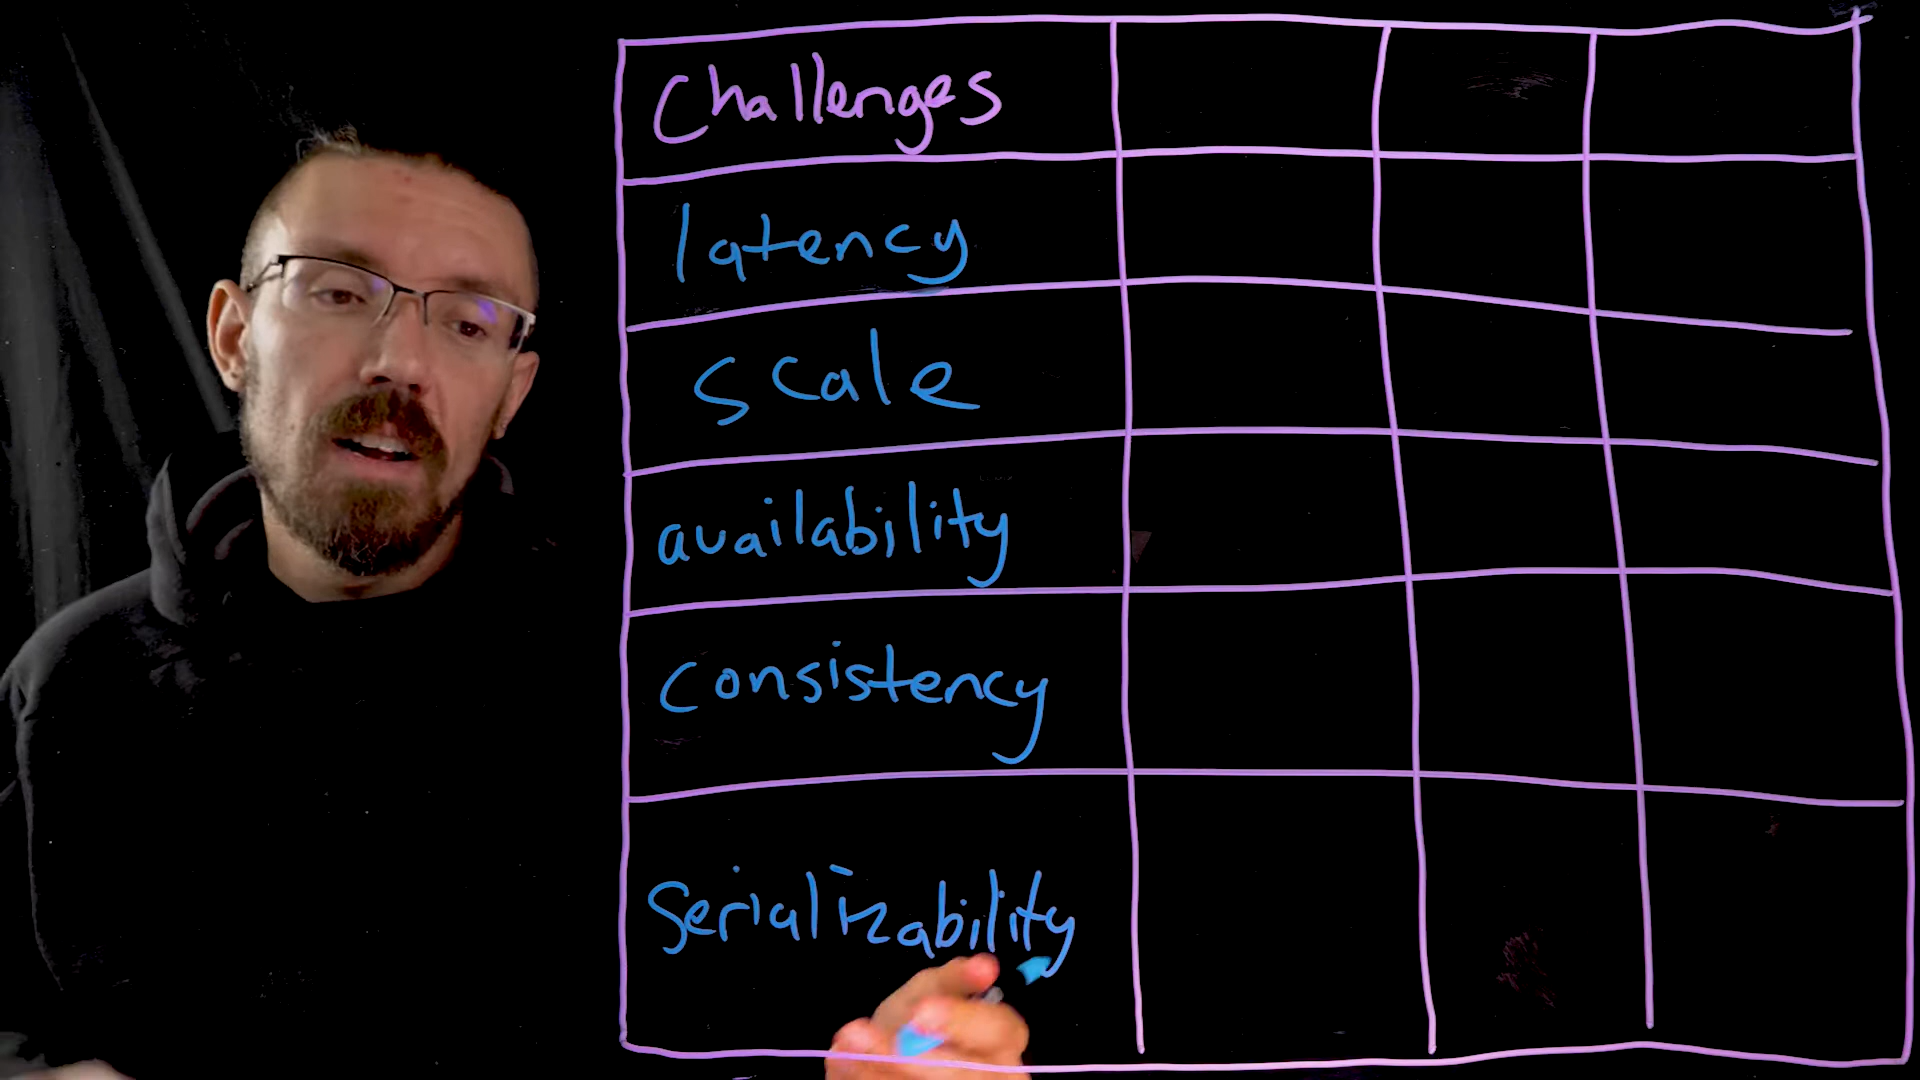 Challenges
latency
scale
availability
Consistency
Serializability